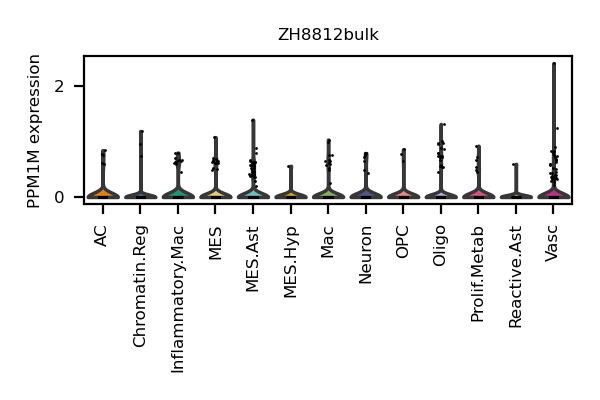 ZH8812bulk
PPM1M expression
2
0
AC
Chromatin.Reg
Inflammatory.Mac
MES
MES.Ast
MES.Hyp
Mac
Neuron
OPC
Oligo
Prolif.Metab
Reactive.Ast
Vasc